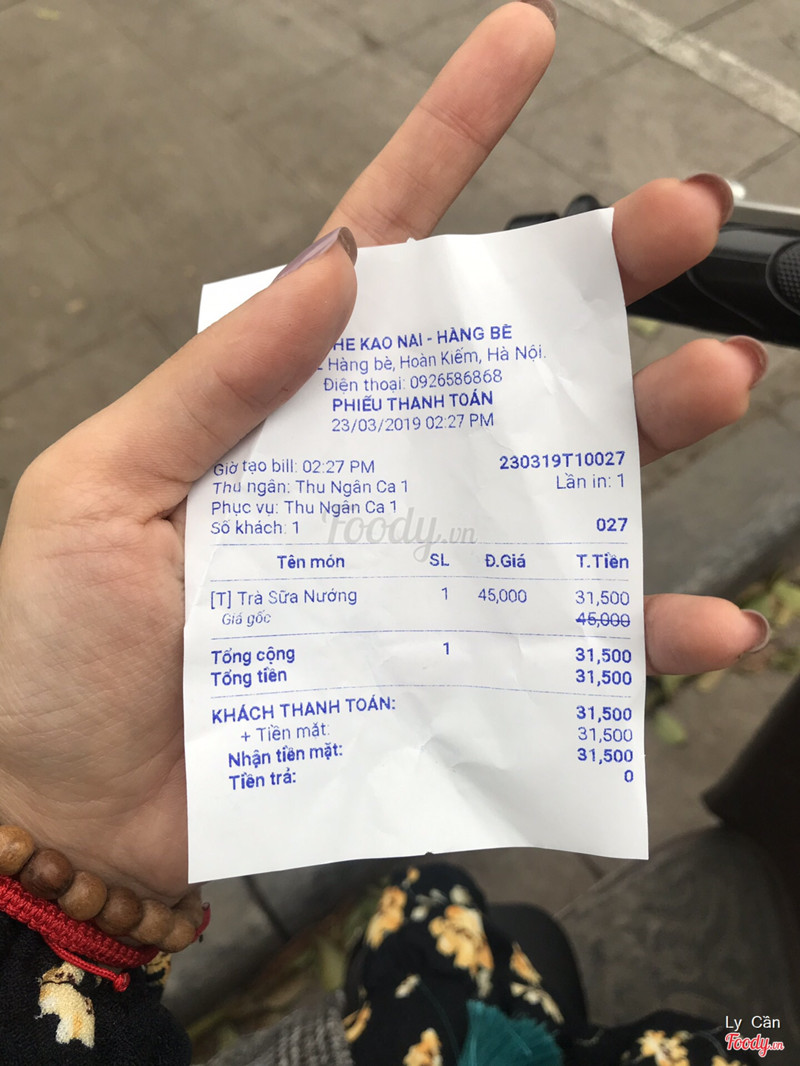 HE KAO NAI - HÀNG BÈ
Hàng bè, Hoàn Kiếm, Hà Nội.
Điện thoại: 0926586868
PHIẾU THANH TOÁN
23/03/2019 02:27 PM
Giờ tạo bill: 02:27 PM 230319T10027
Thu ngân: Thu Ngân Ca 1 Lần in: 1
Phục vụ: Thu Ngân Ca 1
Số khách: 1 027
Foody.vn
Tên món SL Đ.Giá T.Tiền
[T] Trà Sữa Nướng 1 45,000 31,500
Giá gốc 45,000
Tổng cộng 1 31,500
Tổng tiền 31,500
KHÁCH THANH TOÁN: 31,500
+ Tiền mặt: 31,500
Nhận tiền mặt: 31,500
Tiền trả: 0
Ly Cần
Foody.vn